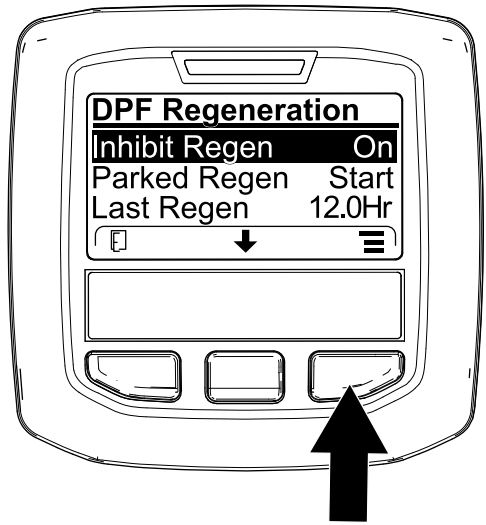 DPF Regeneration
Inhibit Regen On
Parked Regen Start
Last Regen 12.0Hr